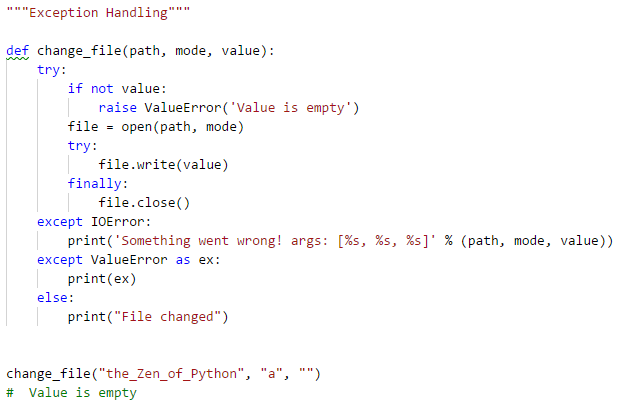 """Exception Handling"""

def change_file(path, mode, value):
    try:
        if not value:
            raise ValueError('Value is empty')
        file = open(path, mode)
        try:
            file.write(value)
        finally:
            file.close()
    except IOError:
        print('Something went wrong! args: [%s, %s, %s]' % (path, mode, value))
    except ValueError as ex:
        print(ex)
    else:
        print("File changed")


change_file("the_Zen_of_Python", "a", "")
#  Value is empty